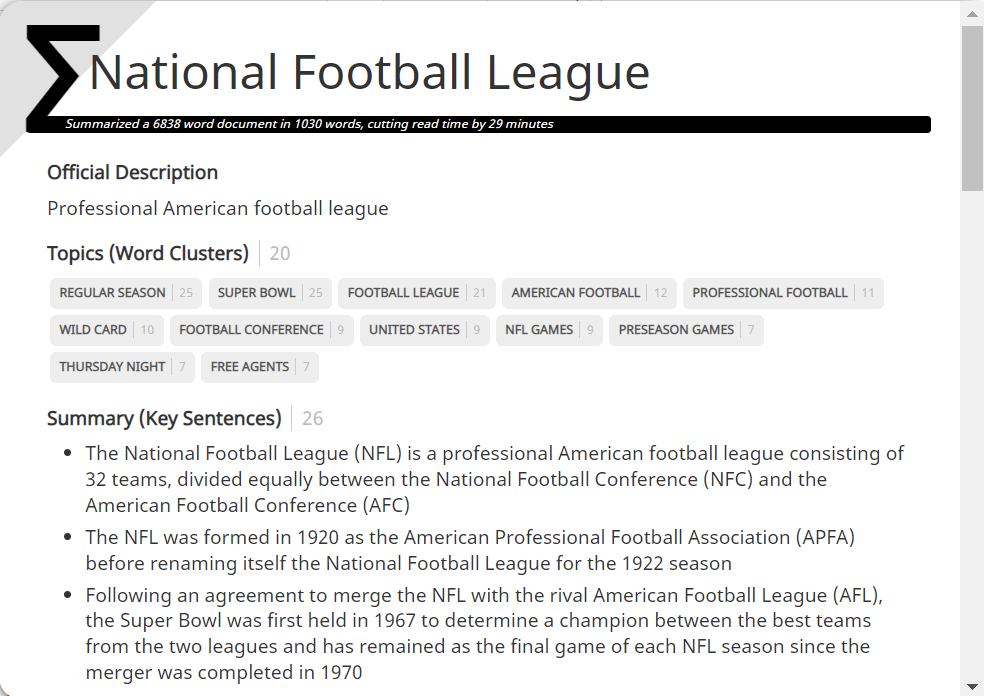 National Football League
Summarized a 6838 word document in 1030 words, cutting read time by 29 minutes
Official Description
Professional American football league
Topics (Word Clusters) 20
REGULAR SEASON 25 SUPER BOWL 25 FOOTBALL LEAGUE 21 AMERICAN FOOTBALL 12 PROFESSIONAL FOOTBALL 11
WILD CARD 10 FOOTBALL CONFERENCE 9 UNITED STATES 9 NFL GAMES 9 PRESEASON GAMES 7
THURSDAY NIGHT 7 FREE AGENTS 7
Summary (Key Sentences) 26
• The National Football League (NFL) is a professional American football league consisting of
32 teams, divided equally between the National Football Conference (NFC) and the
American Football Conference (AFC)
• The NFL was formed in 1920 as the American Professional Football Association (APFA)
before renaming itself the National Football League for the 1922 season
• Following an agreement to merge the NFL with the rival American Football League (AFL),
the Super Bowl was first held in 1967 to determine a champion between the best teams
from the two leagues and has remained as the final game of each NFL season since the
merger was completed in 1970